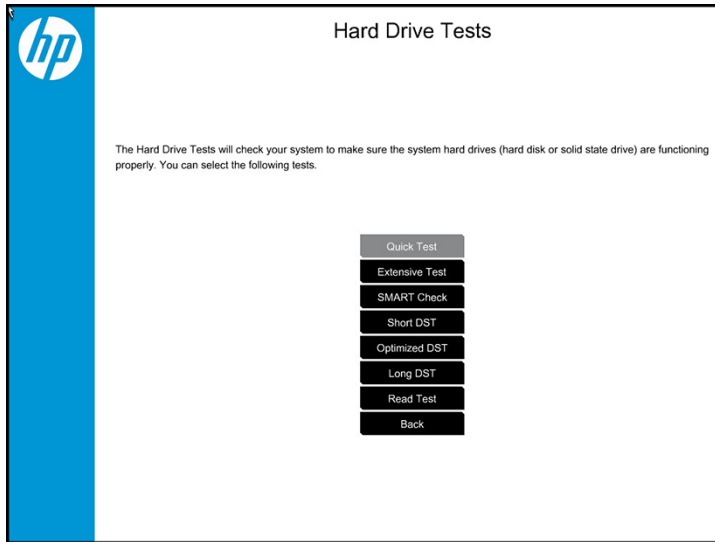 hp
Hard Drive Tests
The Hard Drive Tests will check your system to make sure the system hard drives (hard disk or solid state drive) are functioning
properly. You can select the following tests.
Quick Test
Extensive Test
SMART Check
Short DST
Optimized DST
Long DST
Read Test
Back